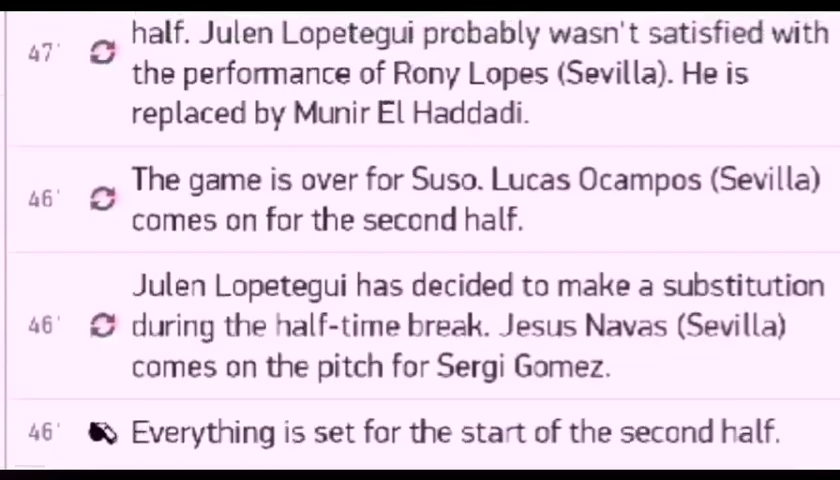 half. Julen Lopetegui probably wasn't satisfied with
47' the performance of Rony Lopes (Sevilla). He is
replaced by Munir El Haddadi.
46' The game is over for Suso. Lucas Ocampos (Sevilla)
comes on for the second half.
Julen Lopetegui has decided to make a substitution
46' during the half-time break. Jesus Navas (Sevilla)
comes on the pitch for Sergi Gomez.
46' Everything is set for the start of the second half.